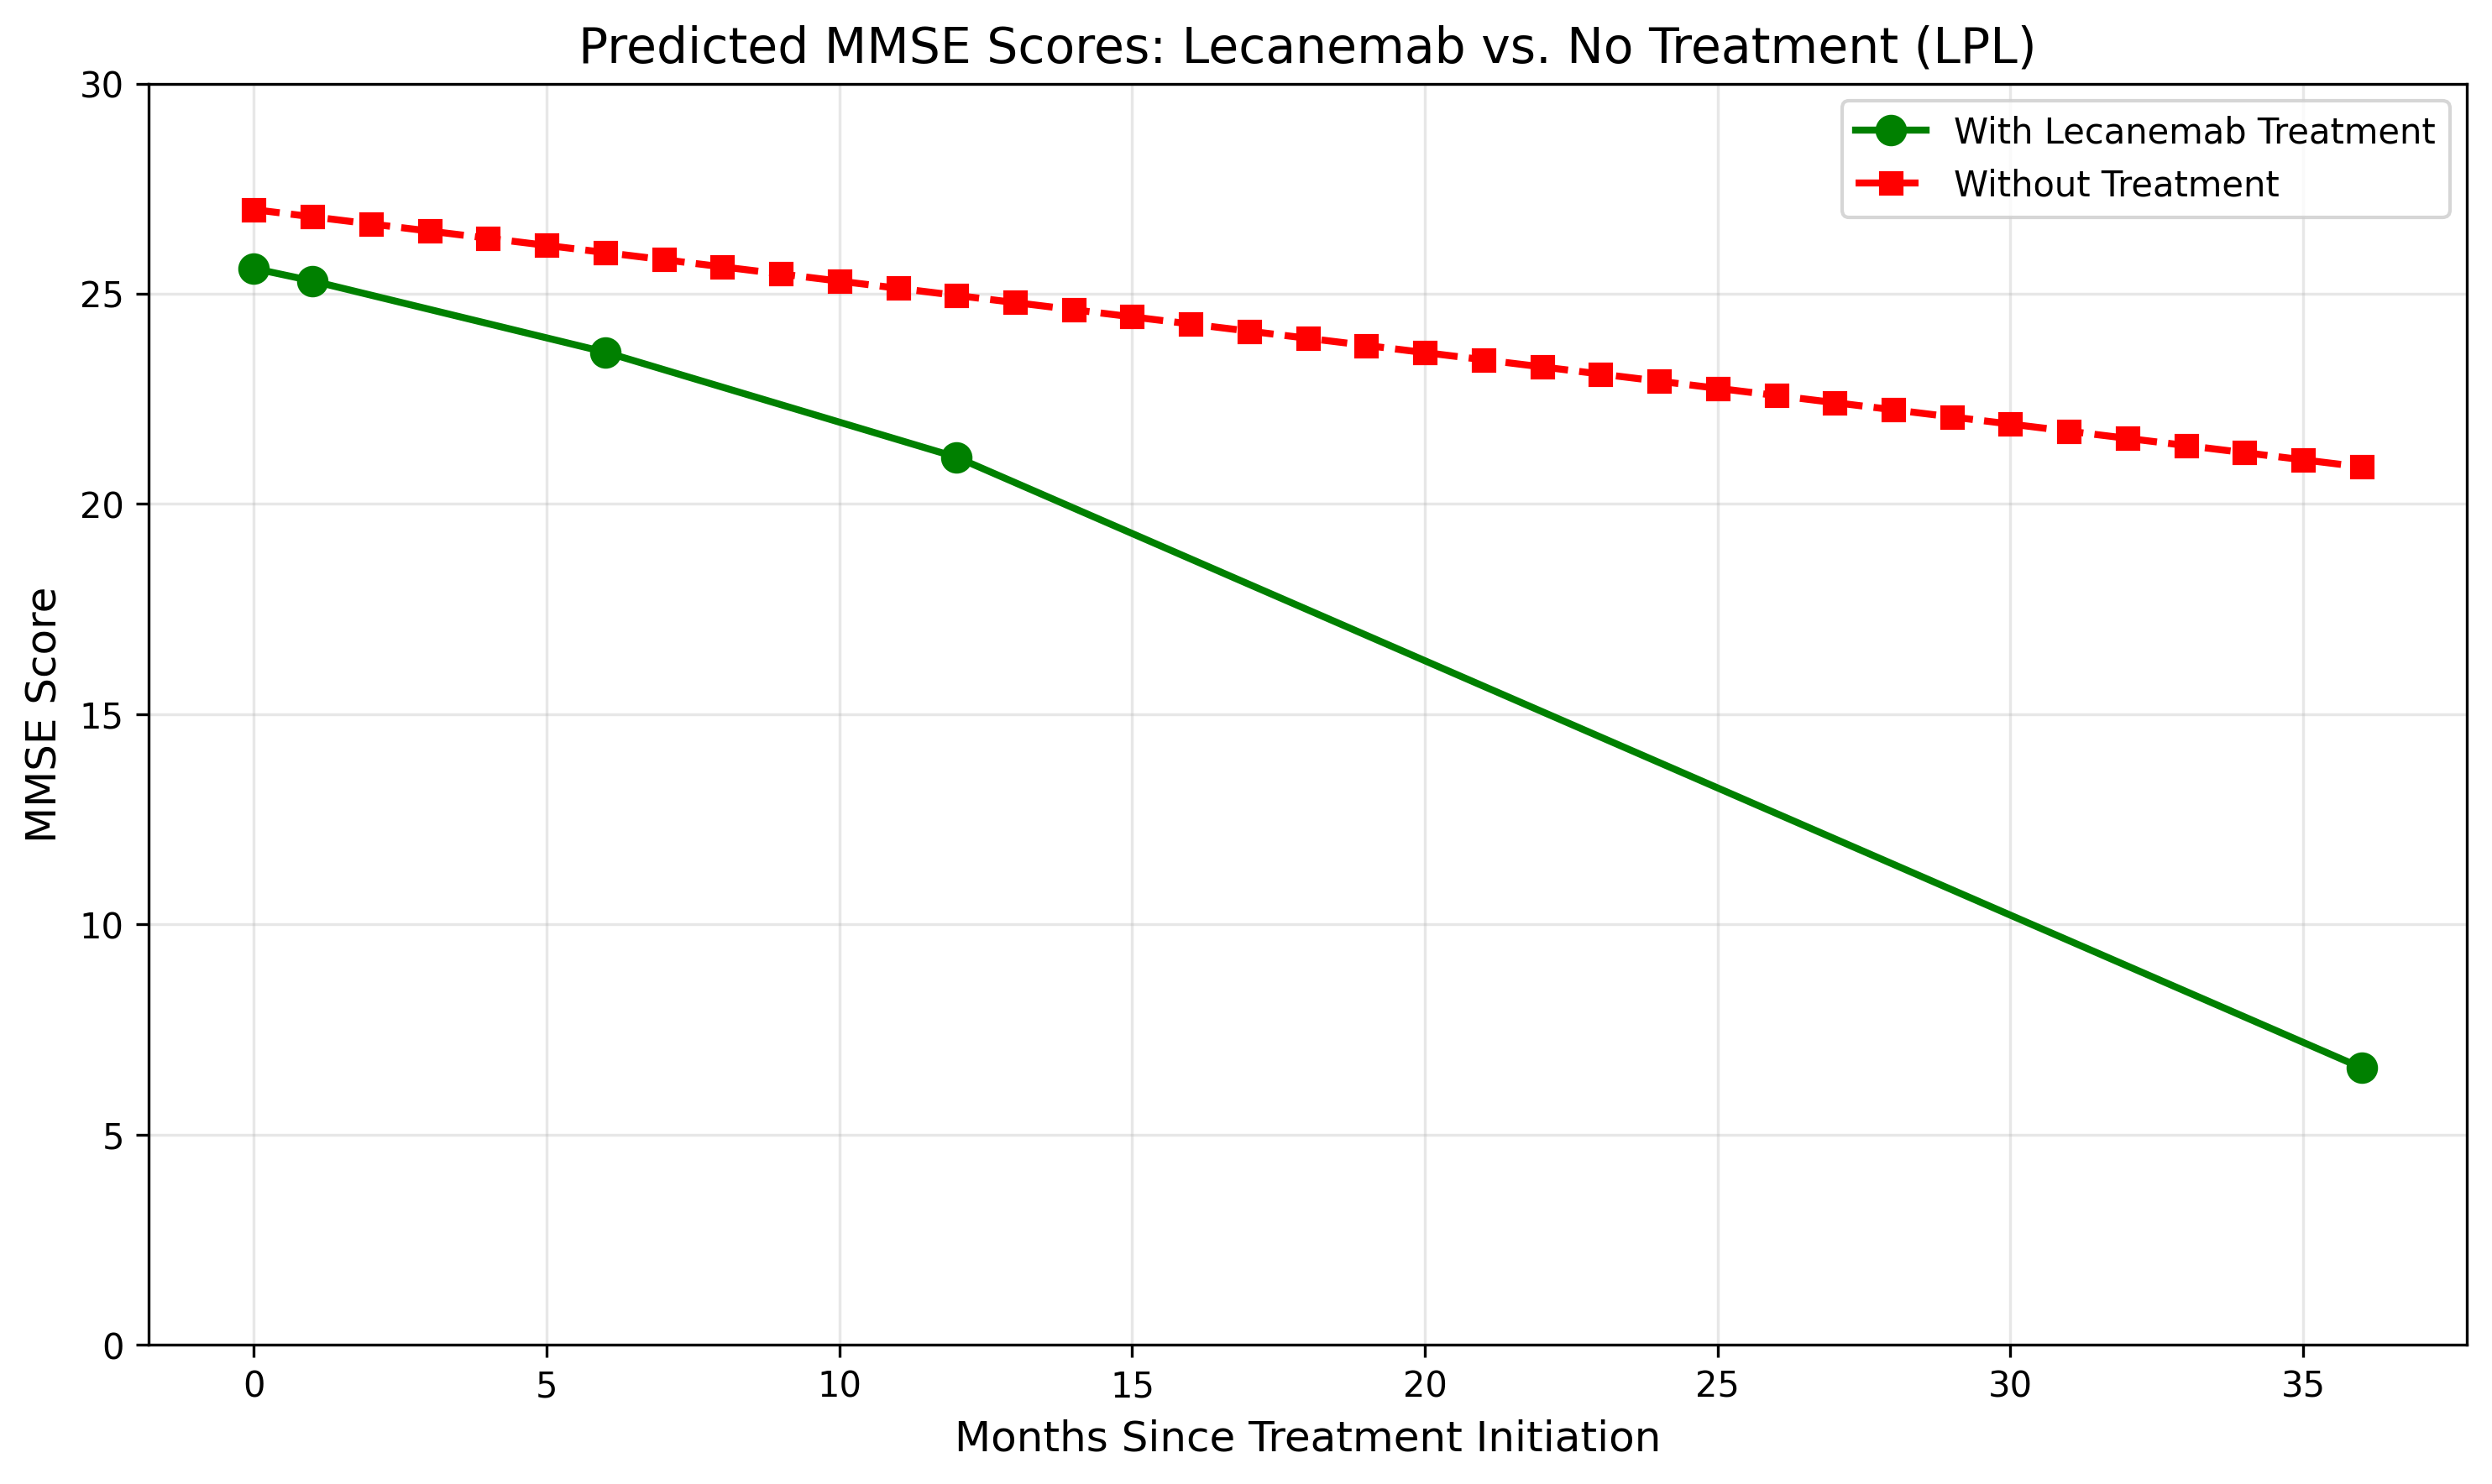 Predicted MMSE Scores: Lecanemab vs. No Treatment (LPL)
With Lecanemab Treatment
Without Treatment
MMSE Score
30
25
20
15
10
5
0
0 5 10 15 20 25 30 35
Months Since Treatment Initiation